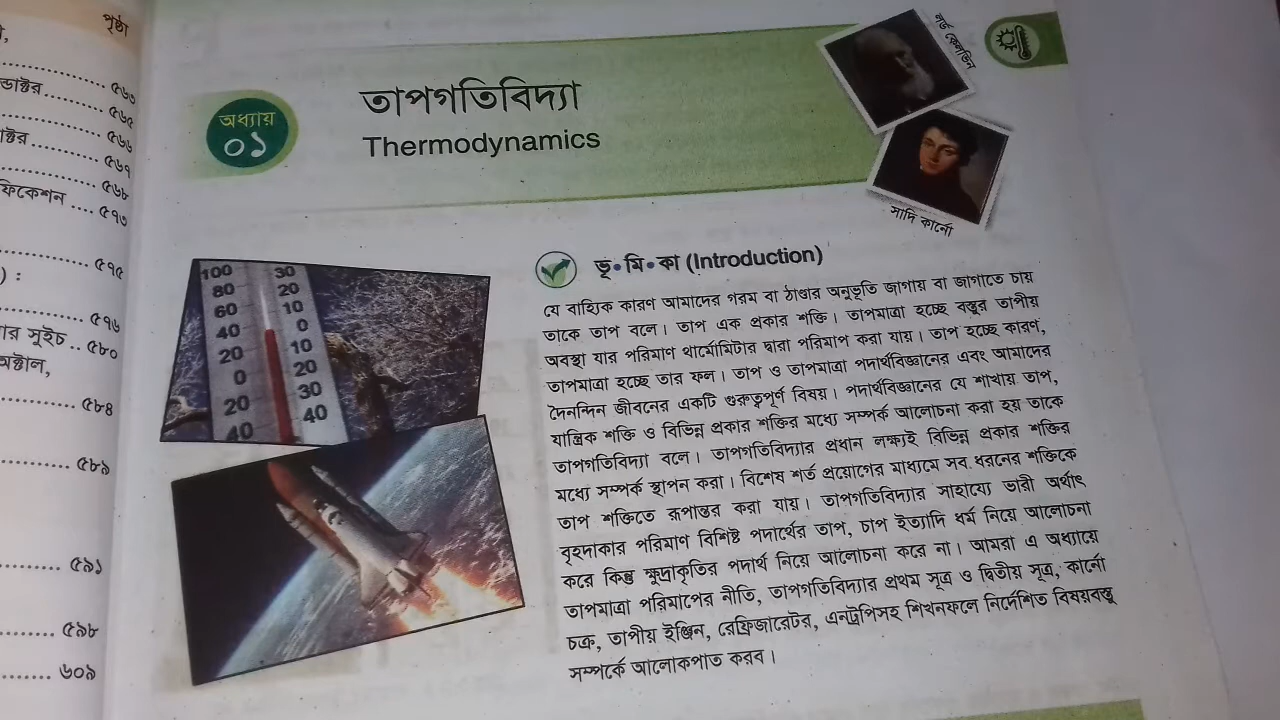 পৃষ্ঠা
৫৬৩
ডাক্টর ৫৬৫
৫৬৬
ক্টর ৫৬৭
৫৬৮
ফিকেশন .... ৫৭৩
৫৭৫
) :
৫৭৬
ার সুইচ .. ৫৮০
অক্টাল,
৫৮৪
৫৮৯
৫৯১
৫৯৮
৬০৯
অধ্যায়
০১
তাপগতিবিদ্যা
Thermodynamics
লর্ড কেলভিন
সাদি কার্নো
100 30
80 20
60 10
40 0
20 10
0 20
20 30
40 40
ভূ•মি•কা (Introduction)
যে বাহ্যিক কারণ আমাদের গরম বা ঠাণ্ডার অনুভূতি জাগায় বা জাগাতে চায়
তাকে তাপ বলে। তাপ এক প্রকার শক্তি। তাপমাত্রা হচ্ছে বস্তুর তাপীয়
অবস্থা যার পরিমাণ থার্মোমিটার দ্বারা পরিমাপ করা যায়। তাপ হচ্ছে কারণ,
তাপমাত্রা হচ্ছে তার ফল। তাপ ও তাপমাত্রা পদার্থবিজ্ঞানের এবং আমাদের
দৈনন্দিন জীবনের একটি গুরুত্বপূর্ণ বিষয়। পদার্থবিজ্ঞানের যে শাখায় তাপ,
যান্ত্রিক শক্তি ও বিভিন্ন প্রকার শক্তির মধ্যে সম্পর্ক আলোচনা করা হয় তাকে
তাপগতিবিদ্যা বলে। তাপগতিবিদ্যার প্রধান লক্ষ্যই বিভিন্ন প্রকার শক্তির
মধ্যে সম্পর্ক স্থাপন করা। বিশেষ শর্ত প্রয়োগের মাধ্যমে সব ধরনের শক্তিকে
তাপ শক্তিতে রূপান্তর করা যায়। তাপগতিবিদ্যার সাহায্যে ভারী অর্থাৎ
বৃহদাকার পরিমাণ বিশিষ্ট পদার্থের তাপ, চাপ ইত্যাদি ধর্ম নিয়ে আলোচনা
করে কিন্তু ক্ষুদ্রাকৃতির পদার্থ নিয়ে আলোচনা করে না। আমরা এ অধ্যায়ে
তাপমাত্রা পরিমাপের নীতি, তাপগতিবিদ্যার প্রথম সূত্র ও দ্বিতীয় সূত্র, কার্নো
চক্র, তাপীয় ইঞ্জিন, রেফ্রিজারেটর, এনট্রপিসহ শিখনফলে নির্দেশিত বিষয়বস্তু
সম্পর্কে আলোকপাত করব।